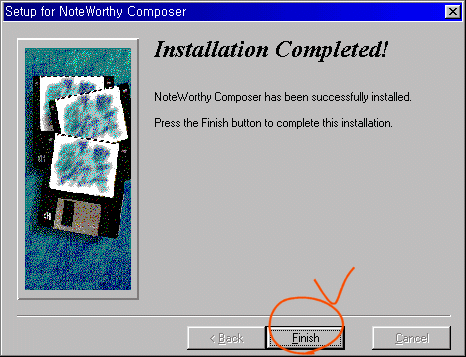 Setup for NoteWorthy Composer
Installation Completed!
NoteWorthy Composer has been successfully installed.
Press the Finish button to complete this installation.
< Back
Finish
Cancel